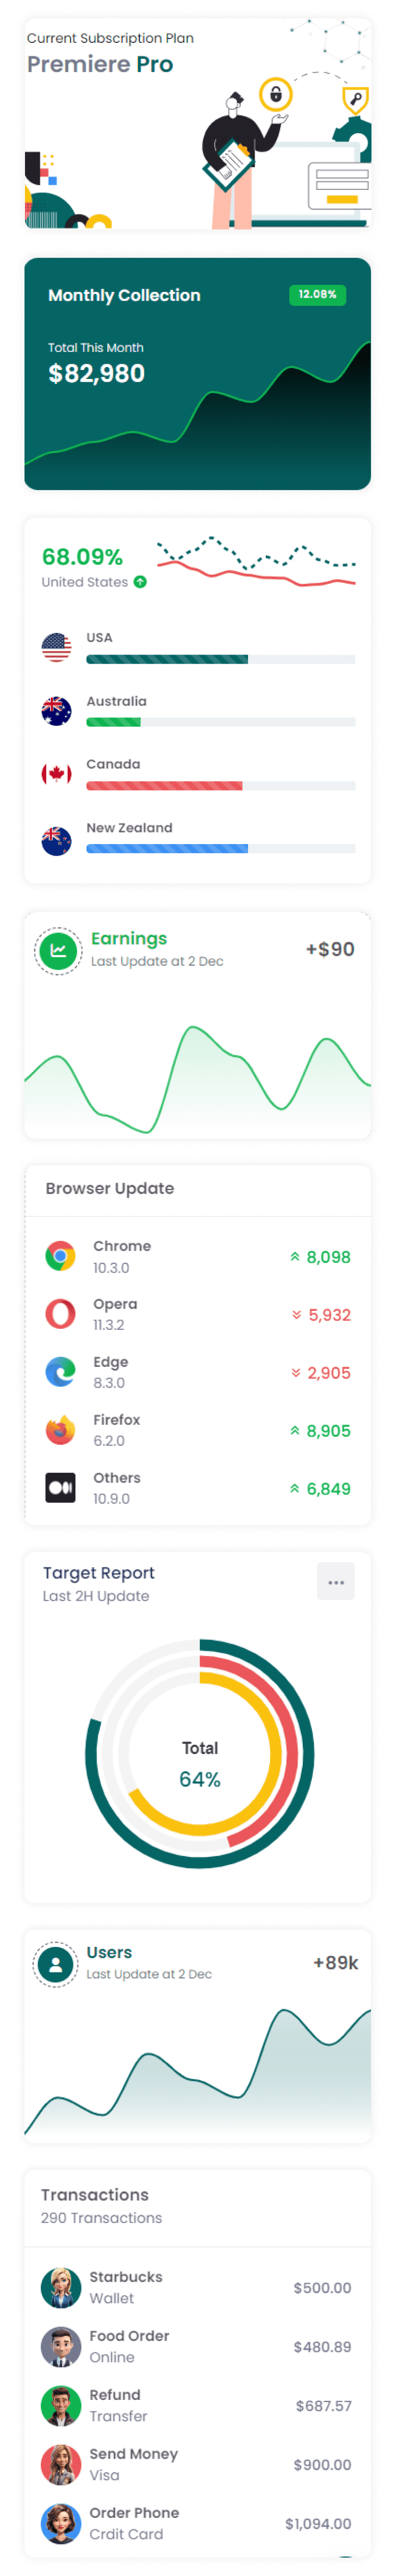 Current Subscription Plan
Premiere Pro
Monthly Collection
12.08%
Total This Month
$82,980
68.09%
United States
USA
Australia
Canada
New Zealand
Earnings
Last Update at 2 Dec
+$90
Browser Update
Chrome
10.3.0
8,098
Opera
11.3.2
5,932
Edge
8.3.0
2,905
Firefox
6.2.0
8,905
Others
10.9.0
6,849
Target Report
Last 2H Update
Total
64%
Users
Last Update at 2 Dec
+89k
Transactions
290 Transactions
Starbucks
Wallet
$500.00
Food Order
Online
$480.89
Refund
Transfer
$687.57
Send Money
Visa
$900.00
Order Phone
Crdit Card
$1,094.00